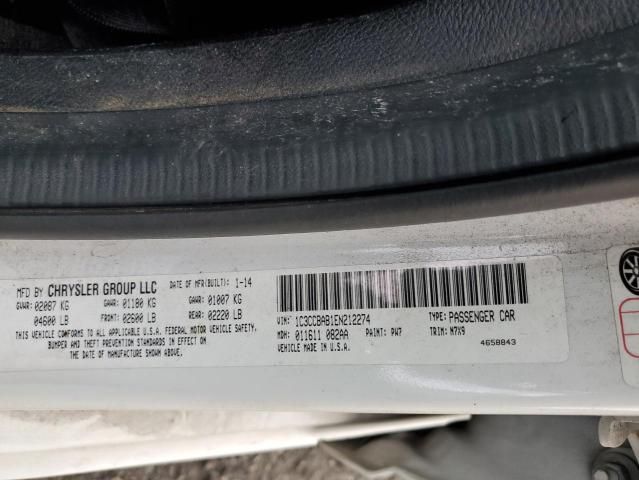 MFD BY CHRYSLER GROUP LLC DATE OF MFR(BUILT): 1-14
GVWR: 02087 KG GAWR: 01180 KG GAWR: 01007 KG
04600 LB FRONT: 02600 LB REAR: 02220 LB
THIS VEHICLE CONFORMS TO ALL APPLICABLE U.S.A. FEDERAL MOTOR VEHICLE SAFETY,
BUMPER AND THEFT PREVENTION STANDARDS IN EFFECT ON
THE DATE OF MANUFACTURE SHOWN ABOVE.
VIN: 1C3CCBAB1EN212274 TYPE: PASSENGER CAR
MDH: 011611 082AA PAINT: PW7 TRIM: M7X9
VEHICLE MADE IN U.S.A. 4658843